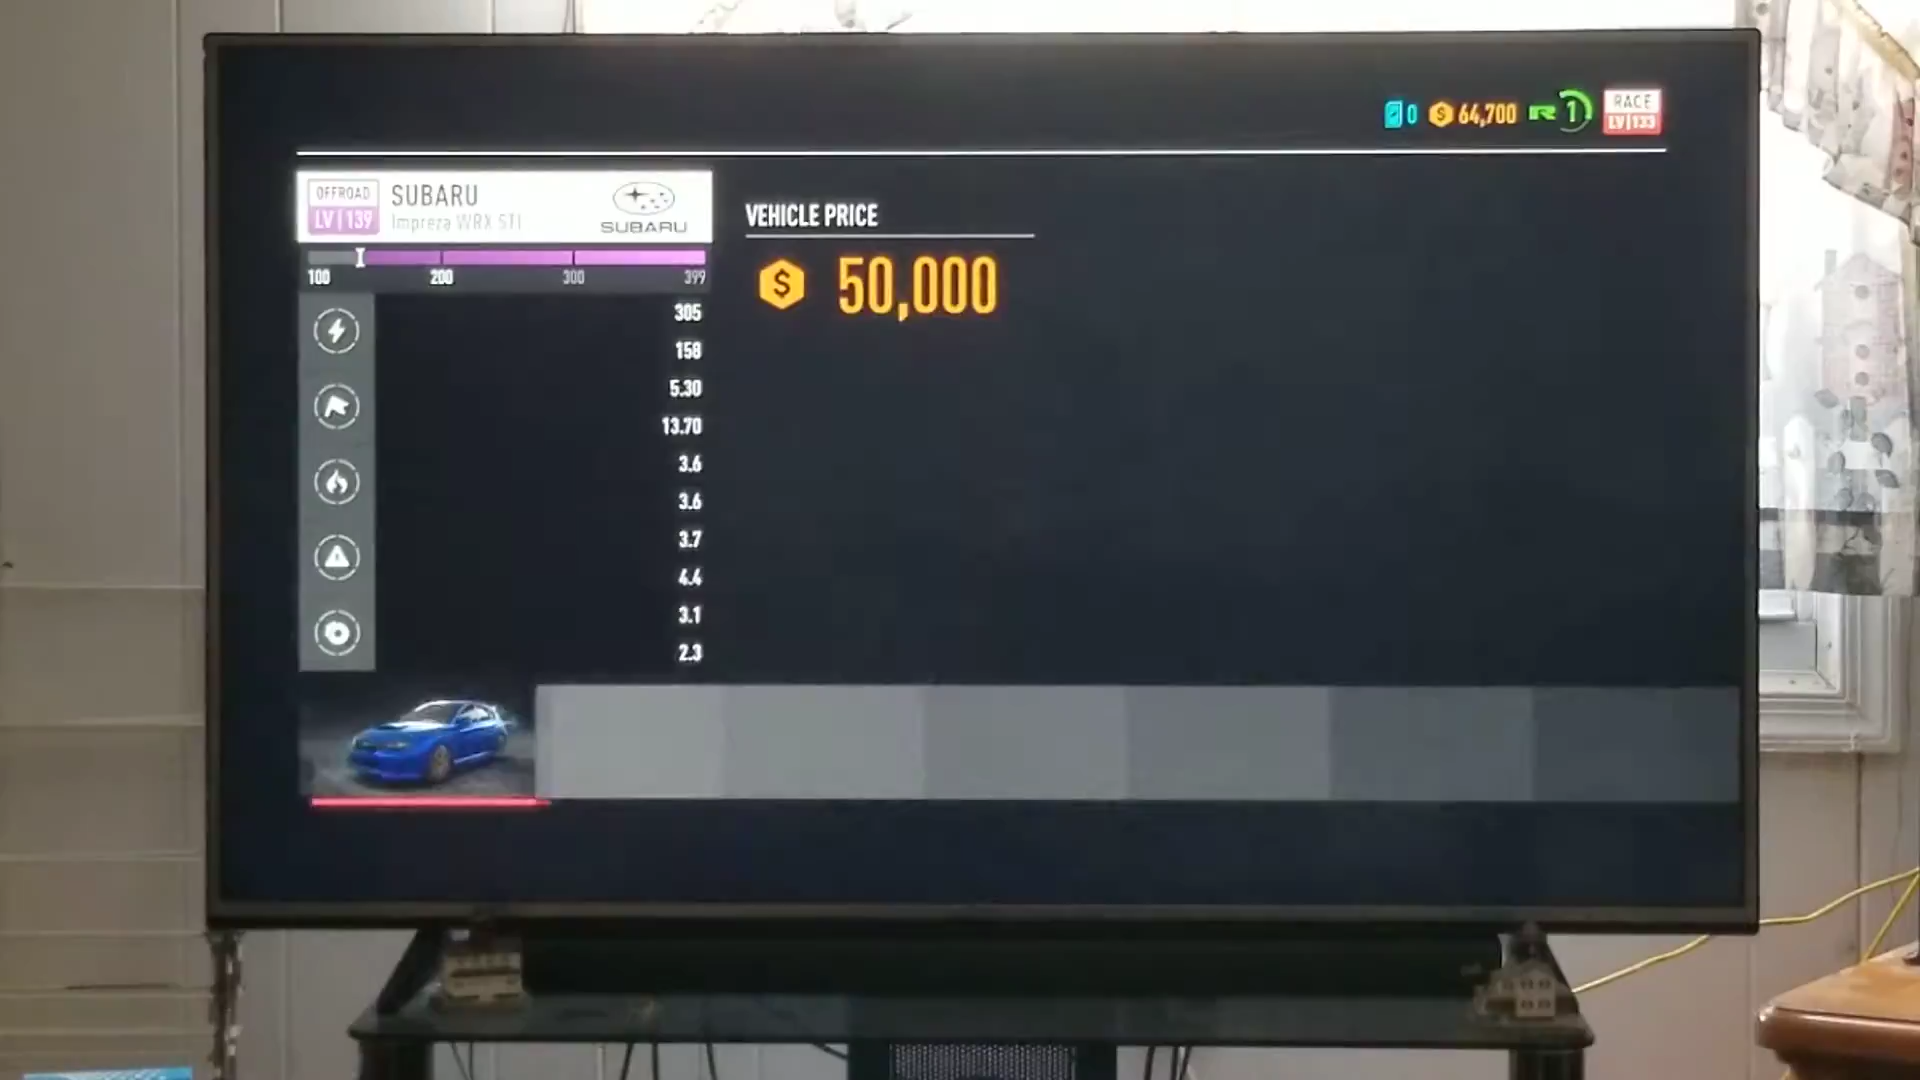 0 64,700 R 1 RACE
LV|133
OFFROAD
LV|139
SUBARU
Impreza WRX STI
SUBARU
100 200 300 399
305
158
5.30
13.70
3.6
3.6
3.7
4.4
3.1
2.3
VEHICLE PRICE
$ 50,000